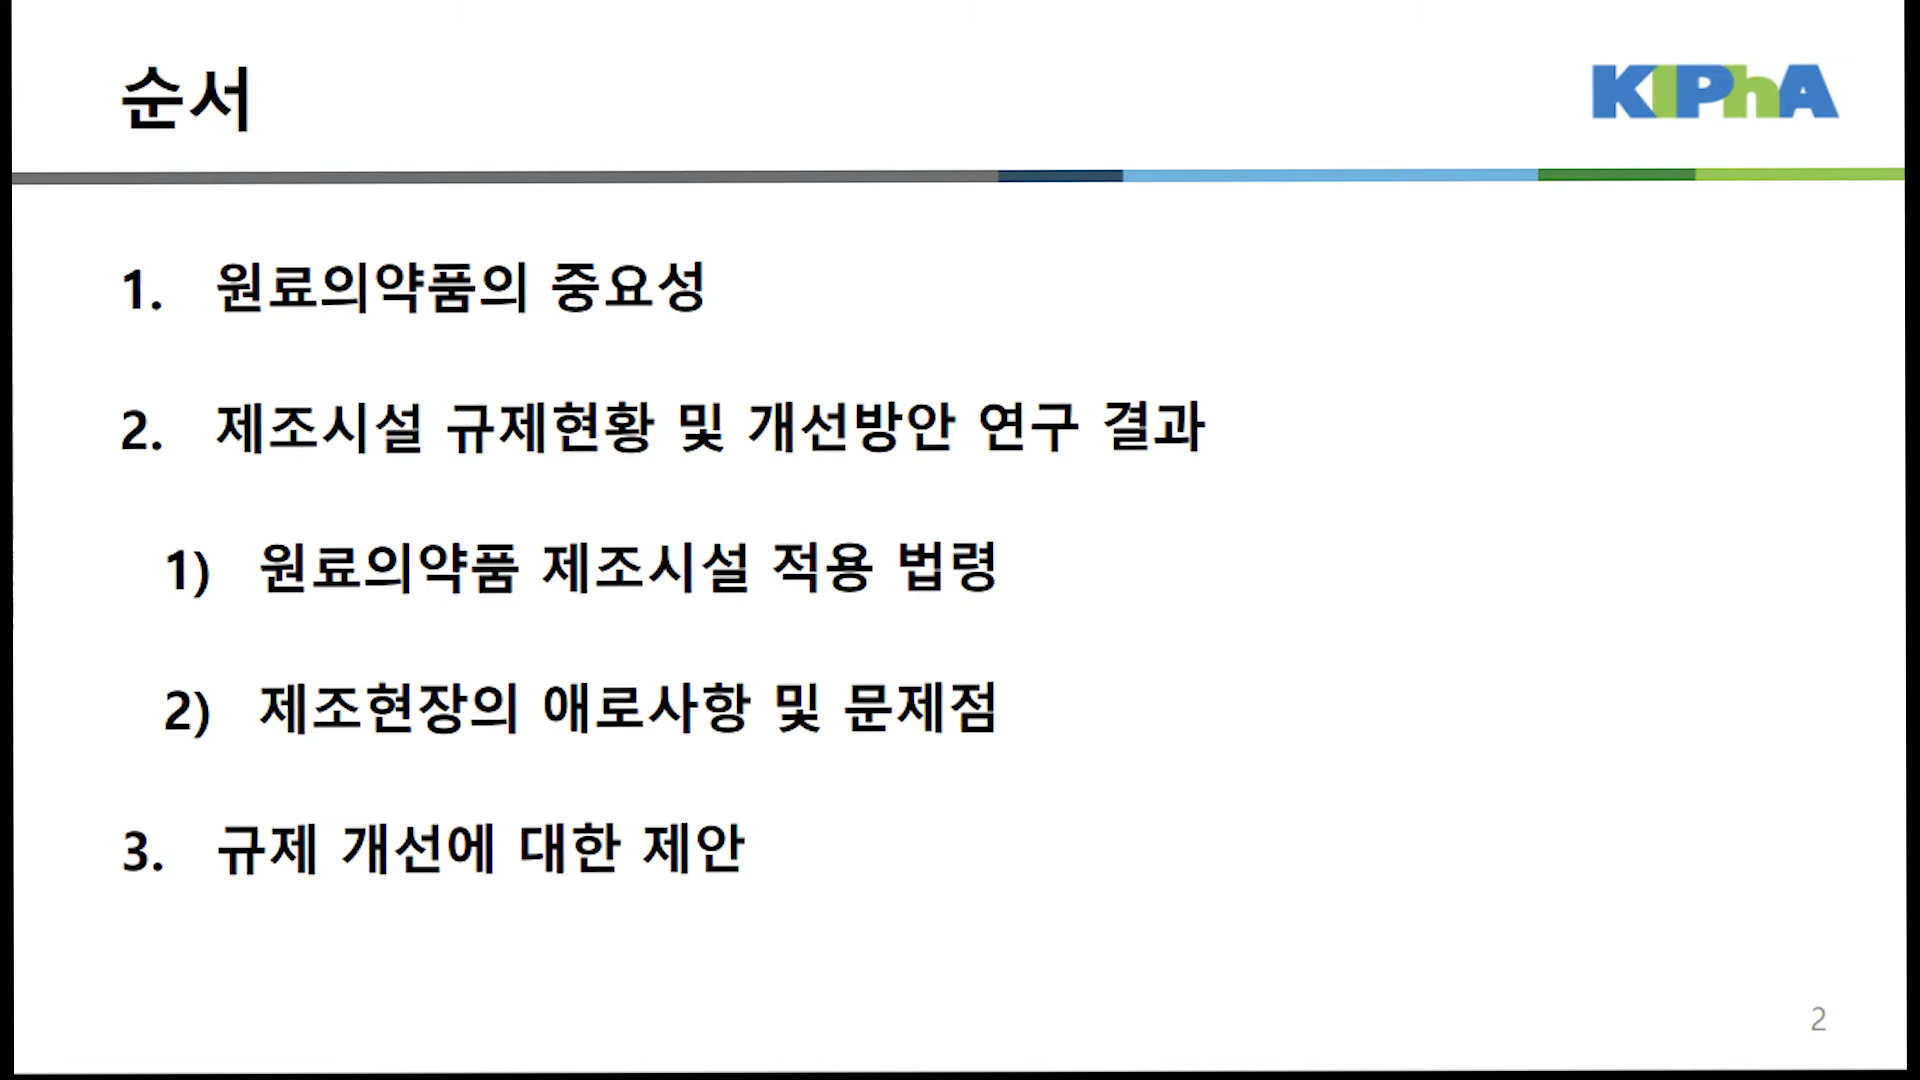 순서
KIPhA
1. 원료의약품의 중요성
2. 제조시설 규제현황 및 개선방안 연구 결과
1) 원료의약품 제조시설 적용 법령
2) 제조현장의 애로사항 및 문제점
3. 규제 개선에 대한 제안
2